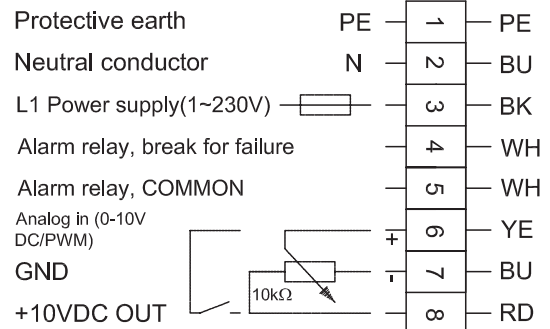 Protective earth PE 1 PE
Neutral conductor N 2 BU
L1 Power supply(1~230V) 3 BK
Alarm relay, break for failure 4 WH
Alarm relay, COMMON 5 WH
Analog in (0-10V
DC/PWM) + 6 YE
GND 10kΩ - 7 BU
+10VDC OUT 8 RD